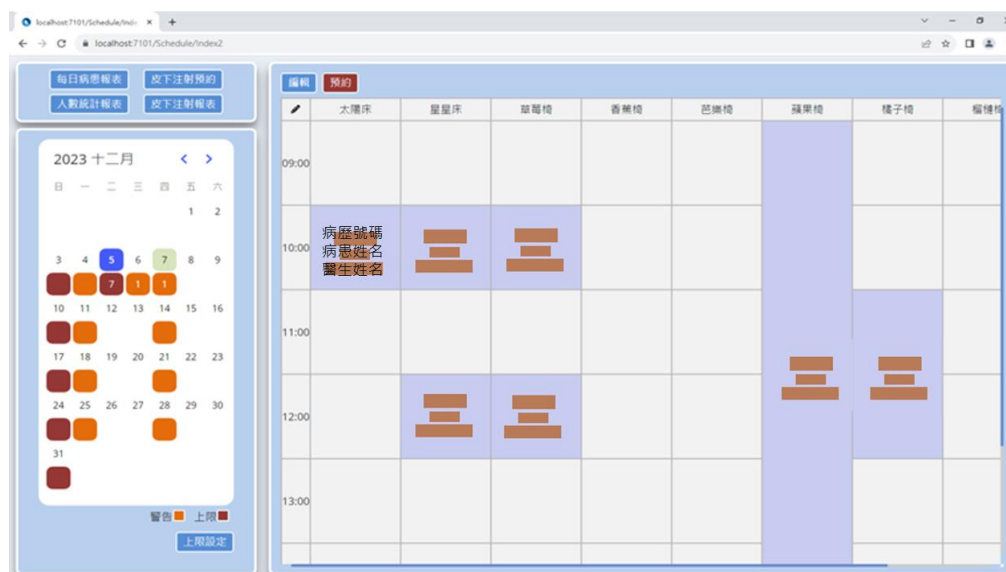 localhost:7101/Schedule/Inde
localhost:7101/Schedule/Index2
每日病患報表 皮下注射預約
人數統計報表 皮下注射報表
2023 十二月
日 一 二 三 四 五 六
1 2
3 4 5 6 7 8 9
7 1 1
10 11 12 13 14 15 16
17 18 19 20 21 22 23
24 25 26 27 28 29 30
31
警告 上限
上限設定
編輯 預約
太陽床 星星床 草莓椅 香蕉椅 芭樂椅 蘋果椅 橘子椅 榴槤椅
09:00
10:00
病歷號碼
病患姓名
醫生姓名
11:00
12:00
13:00